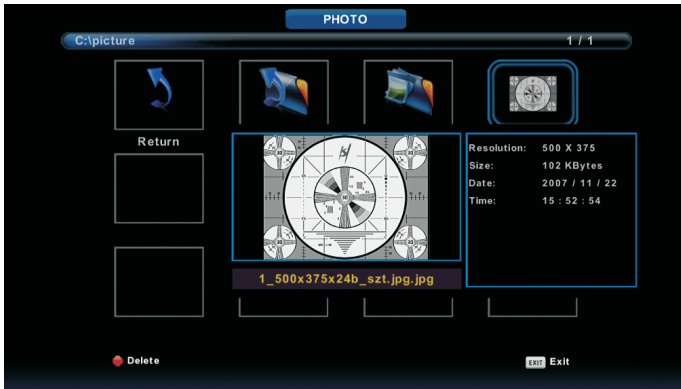 PHOTO
C:\picture
1 / 1
Return
Resolution: 500 X 375
Size: 102 KBytes
Date: 2007 / 11 / 22
Time: 15 : 52 : 54
1_500x375x24b_szt.jpg.jpg
Delete
EXIT Exit